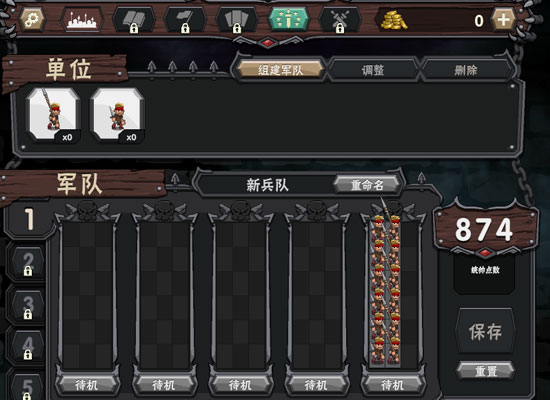 0
单位
组建军队
调整
删除
x0
x0
军队
新兵队
重命名
1
874
2
统帅点数
3
保存
4
重置
5
待机
待机
待机
待机
待机